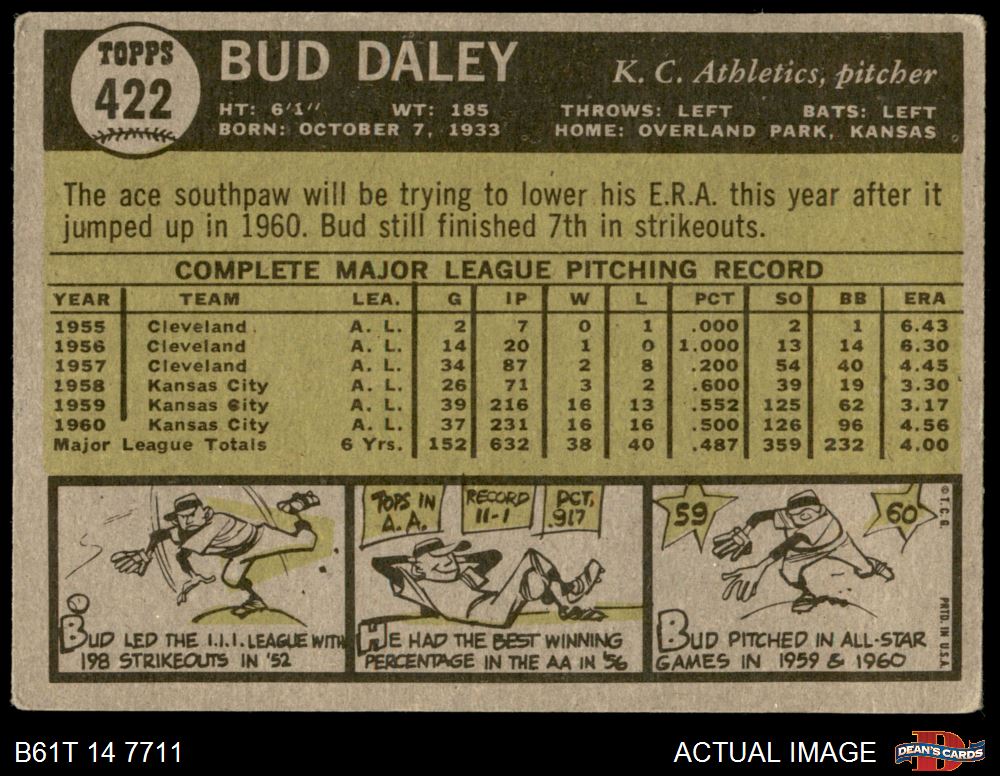 TOPPS
422
BUD DALEY
K. C. Athletics, pitcher
HT: 6'1" WT: 185 THROWS: LEFT BATS: LEFT
BORN: OCTOBER 7, 1933 HOME: OVERLAND PARK, KANSAS
The ace southpaw will be trying to lower his E.R.A. this year after it
jumped up in 1960. Bud still finished 7th in strikeouts.
COMPLETE MAJOR LEAGUE PITCHING RECORD
YEAR TEAM LEA. G IP W L PCT SO BB ERA
1955 Cleveland A. L. 2 7 0 1 .000 2 1 6.43
1956 Cleveland A. L. 14 20 1 0 1.000 13 14 6.30
1957 Cleveland A. L. 34 87 2 8 .200 54 40 4.45
1958 Kansas City A. L. 26 71 3 2 .600 39 19 3.30
1959 Kansas City A. L. 39 216 16 13 .552 125 62 3.17
1960 Kansas City A. L. 37 231 16 16 .500 126 96 4.56
Major League Totals 6 Yrs. 152 632 38 40 .487 359 232 4.00
BUD LED THE I.I.I. LEAGUE WITH
198 STRIKEOUTS IN '52
TOPS IN
A.A.
RECORD
11-1
PCT.
.917
HE HAD THE BEST WINNING
PERCENTAGE IN THE AA IN '56
59
60
BUD PITCHED IN ALL-STAR
GAMES IN 1959 & 1960
© T.C.G.
PRTD. IN U.S.A.
B61T 14 7711
ACTUAL IMAGE
D
DEAN'S CARDS